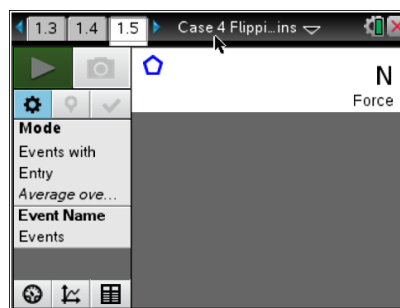 1.3 1.4 1.5 Case 4 Flippi...ins
N
Force
Mode
Events with
Entry
Average ove...
Event Name
Events